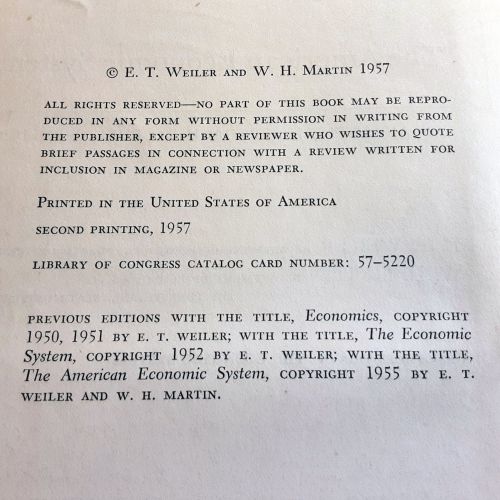 © E. T. Weiler and W. H. Martin 1957
ALL RIGHTS RESERVED—NO PART OF THIS BOOK MAY BE REPRO-
DUCED IN ANY FORM WITHOUT PERMISSION IN WRITING FROM
THE PUBLISHER, EXCEPT BY A REVIEWER WHO WISHES TO QUOTE
BRIEF PASSAGES IN CONNECTION WITH A REVIEW WRITTEN FOR
INCLUSION IN MAGAZINE OR NEWSPAPER.
Printed in the United States of America
SECOND PRINTING, 1957
LIBRARY OF CONGRESS CATALOG CARD NUMBER: 57–5220
PREVIOUS EDITIONS WITH THE TITLE, Economics, COPYRIGHT
1950, 1951 BY E. T. WEILER; WITH THE TITLE, The Economic
System, COPYRIGHT 1952 BY E. T. WEILER; WITH THE TITLE,
The American Economic System, COPYRIGHT 1955 BY E. T.
WEILER AND W. H. MARTIN.